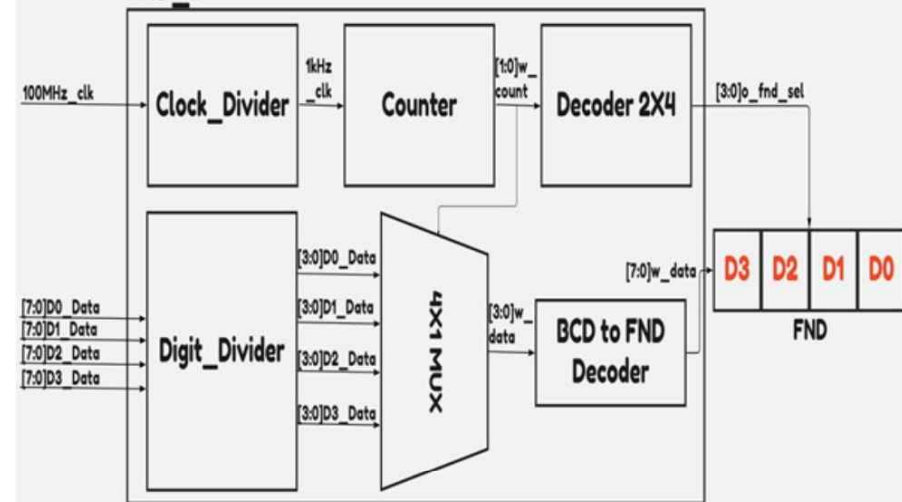 100MHz_clk
Clock_Divider
1kHz
_clk
Counter
[1:0]w_
count
Decoder 2X4
[3:0]o_fnd_sel
[7:0]D0_Data
[7:0]D1_Data
[7:0]D2_Data
[7:0]D3_Data
Digit_Divider
[3:0]D0_Data
[3:0]D1_Data
[3:0]D2_Data
[3:0]D3_Data
4X1 MUX
[3:0]w_
data
BCD to FND
Decoder
[7:0]w_data
D3 D2 D1 D0
FND